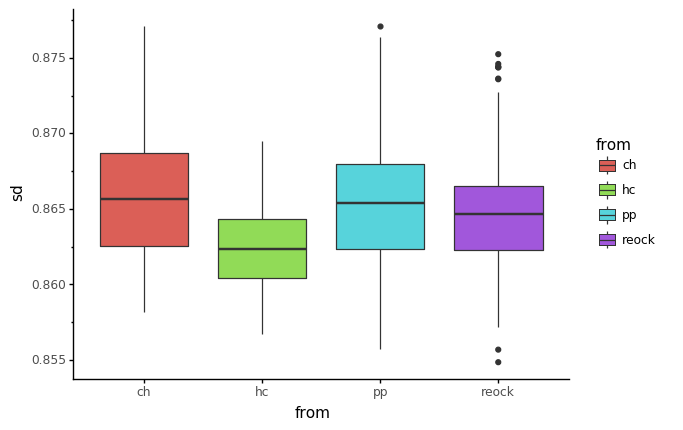 0.875
0.870
0.865
0.860
0.855
sd
ch hc pp reock
from
from
ch
hc
pp
reock